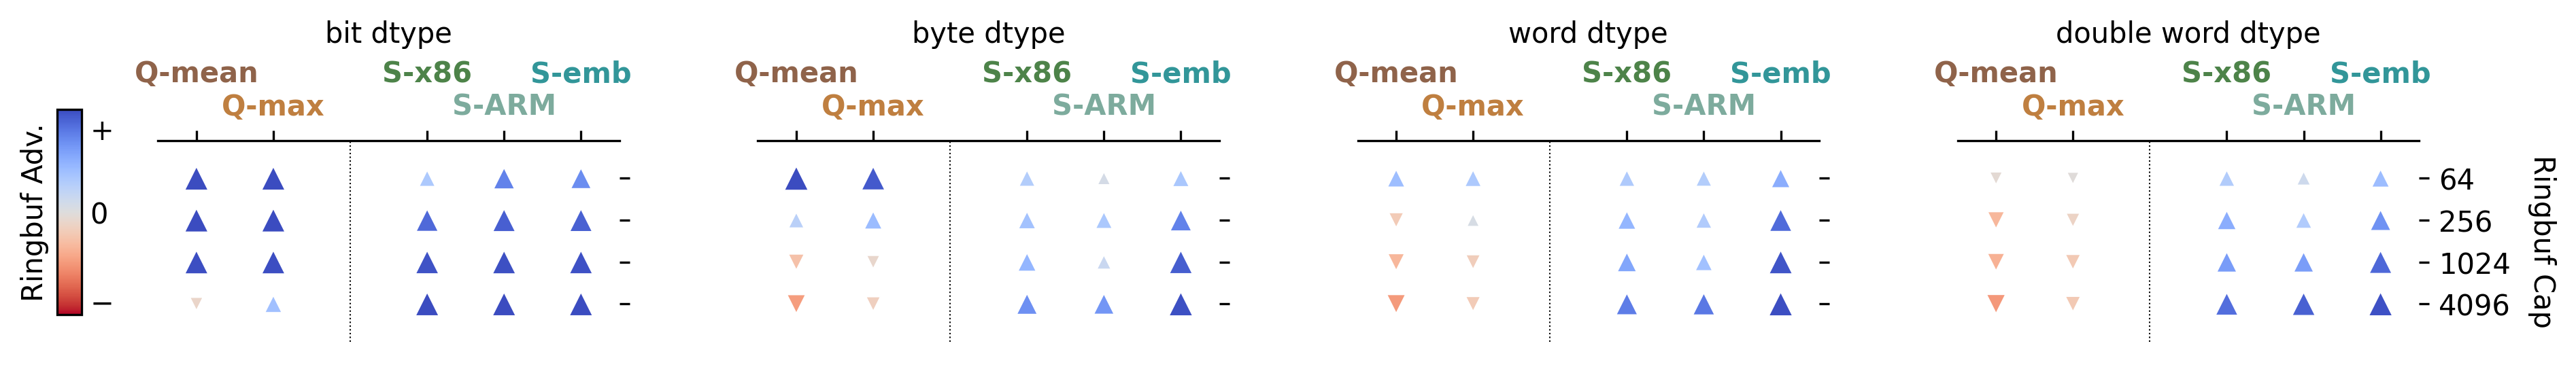 bit dtype
byte dtype
word dtype
double word dtype
Q-mean S-x86 S-emb
Q-max S-ARM
Q-mean S-x86 S-emb
Q-max S-ARM
Q-mean S-x86 S-emb
Q-max S-ARM
Q-mean S-x86 S-emb
Q-max S-ARM
Ringbuf Adv.
+
0
−
64
256
1024
4096
Ringbuf Cap